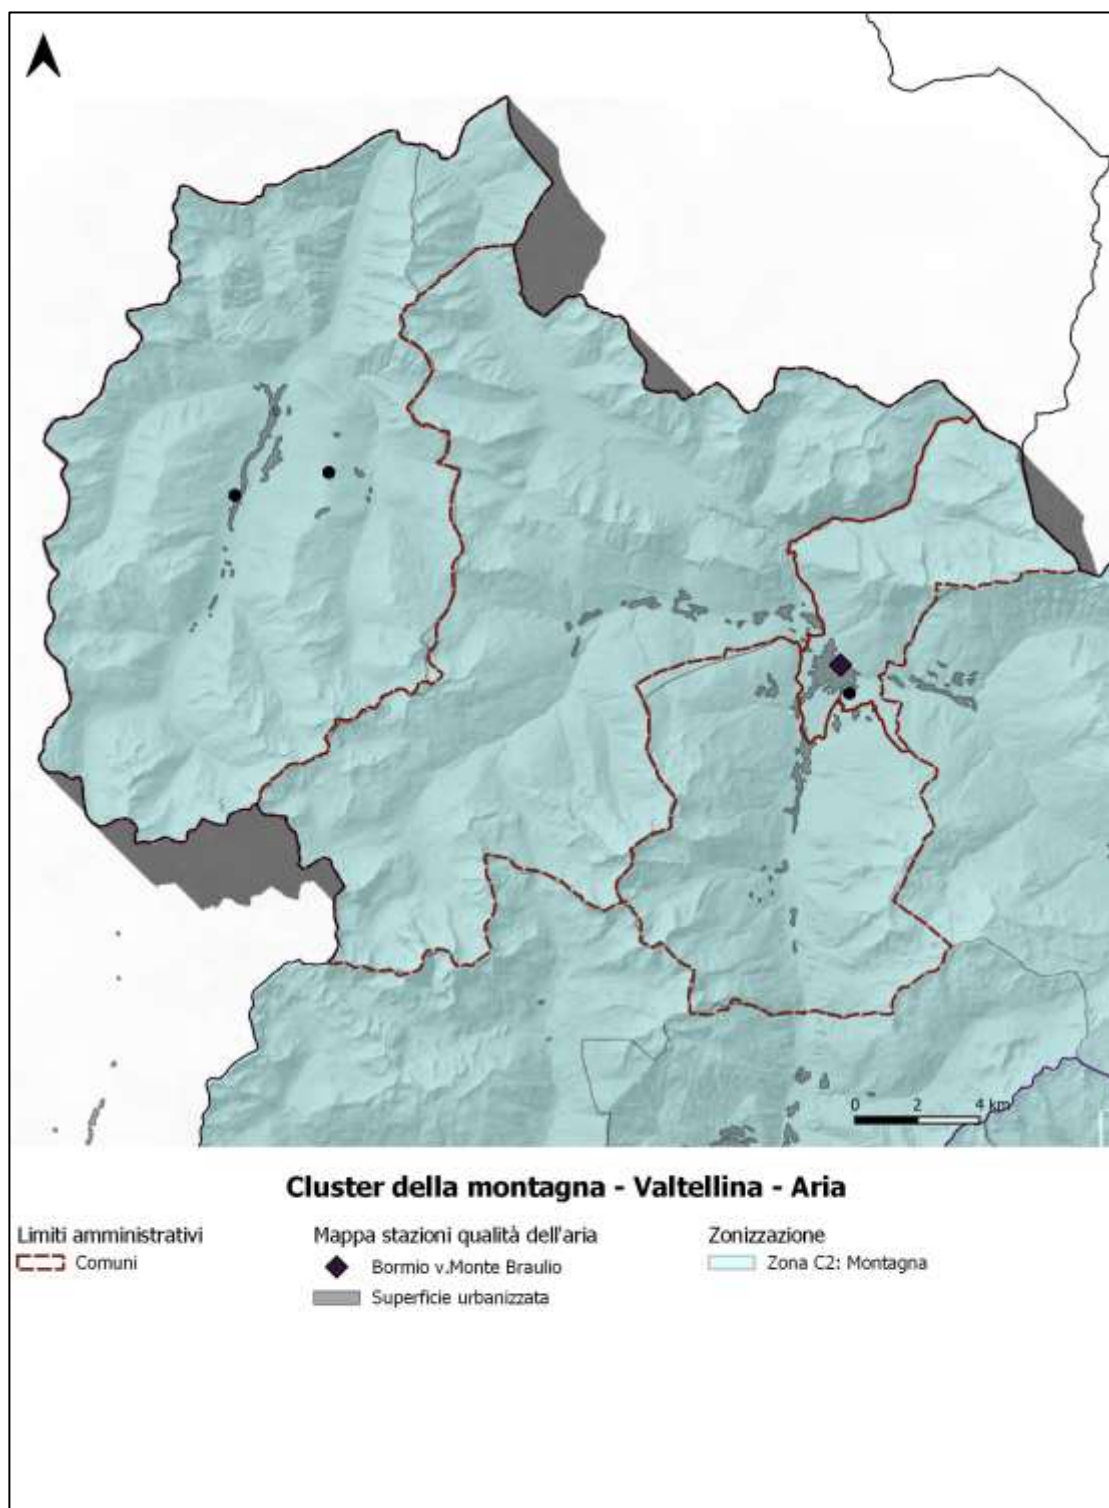 0 2 4 km
Cluster della montagna - Valtellina - Aria
Limiti amministrativi
Comuni
Mappa stazioni qualità dell'aria
Bormio v.Monte Braulio
Superficie urbanizzata
Zonizzazione
Zona C2: Montagna